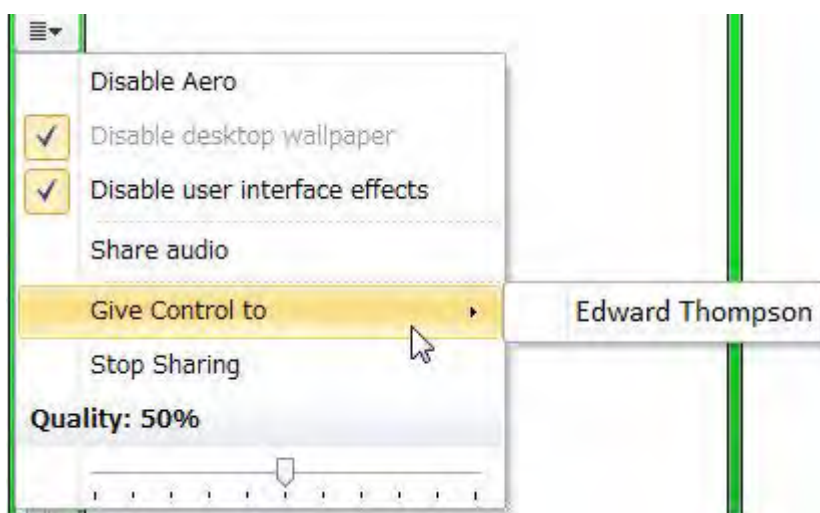 Disable Aero
Disable desktop wallpaper
Disable user interface effects
Share audio
Give Control to
Edward Thompson
Stop Sharing
Quality: 50%